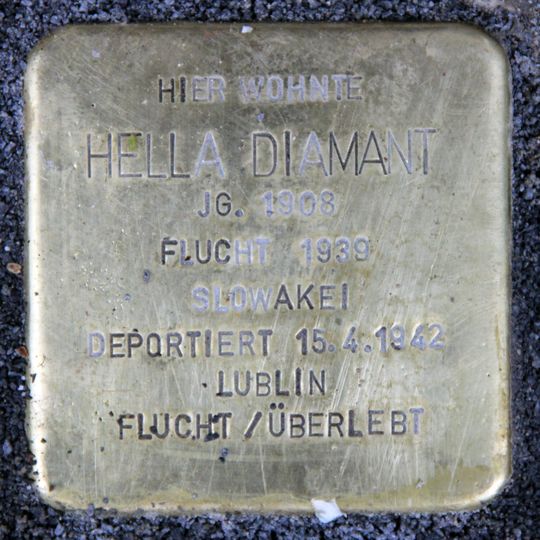 HIER WOHNTE
HELLA DIAMANT
JG. 1908
FLUCHT 1939
SLOWAKEI
DEPORTIERT 15.4.1942
LUBLIN
FLUCHT / ÜBERLEBT